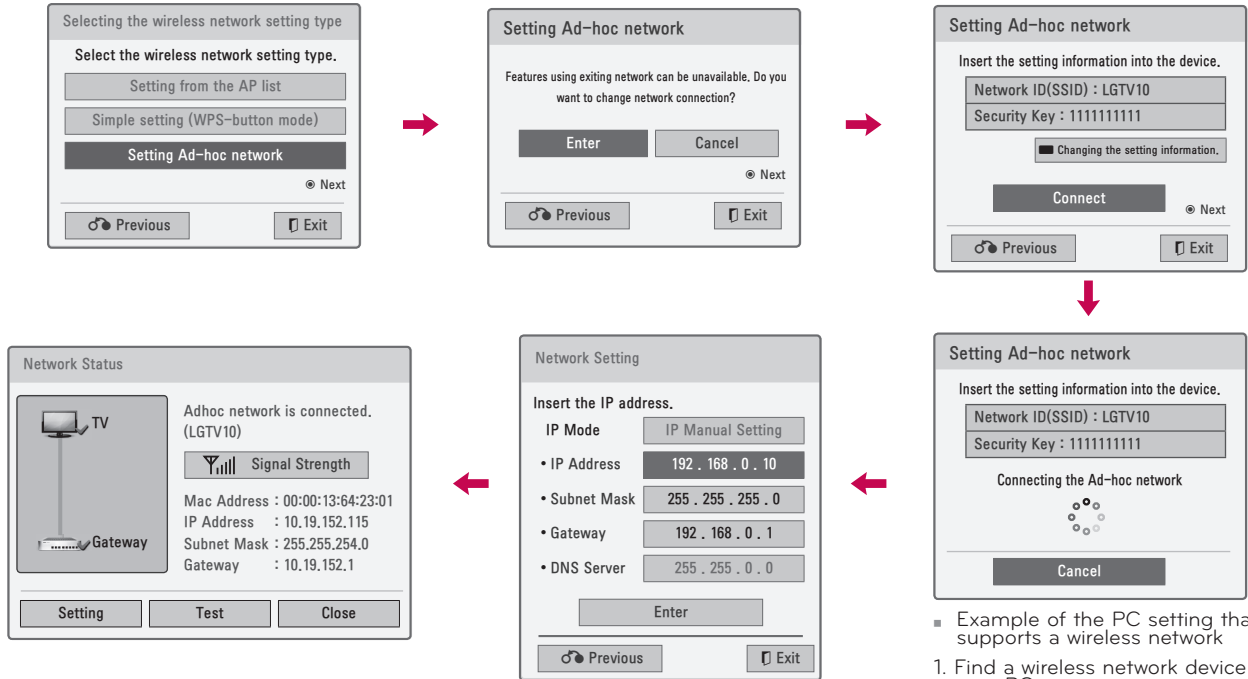 Selecting the wireless network setting type
Select the wireless network setting type.
Setting from the AP list
Simple setting (WPS-button mode)
Setting Ad-hoc network
Next
Previous
Exit
Setting Ad-hoc network
Features using exiting network can be unavailable. Do you
want to change network connection?
Enter
Cancel
Next
Previous
Exit
Setting Ad-hoc network
Insert the setting information into the device.
Network ID(SSID) : LGTV10
Security Key : 1111111111
Changing the setting information.
Connect
Next
Previous
Exit
Setting Ad-hoc network
Insert the setting information into the device.
Network ID(SSID) : LGTV10
Security Key : 1111111111
Connecting the Ad-hoc network
Cancel
Network Setting
Insert the IP address.
IP Mode IP Manual Setting
• IP Address 192 . 168 . 0 . 10
• Subnet Mask 255 . 255 . 255 . 0
• Gateway 192 . 168 . 0 . 1
• DNS Server 255 . 255 . 0 . 0
Enter
Previous
Exit
Network Status
TV
Gateway
Adhoc network is connected.
(LGTV10)
Signal Strength
Mac Address : 00:00:13:64:23:01
IP Address : 10.19.152.115
Subnet Mask : 255.255.254.0
Gateway : 10.19.152.1
Setting
Test
Close
Example of the PC setting tha
supports a wireless network
1. Find a wireless network device